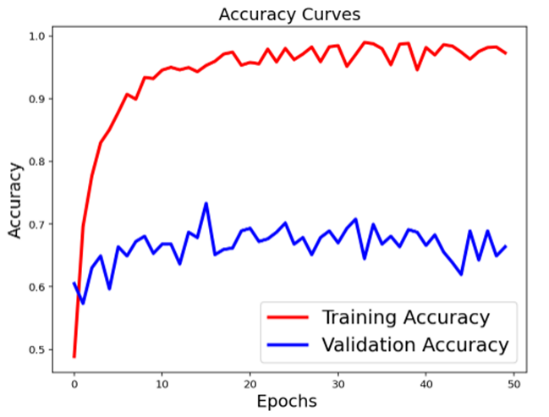 Accuracy Curves
1.0
0.9
0.8
0.7
0.6
0.5
Accuracy
Training Accuracy
Validation Accuracy
0 10 20 30 40 50
Epochs